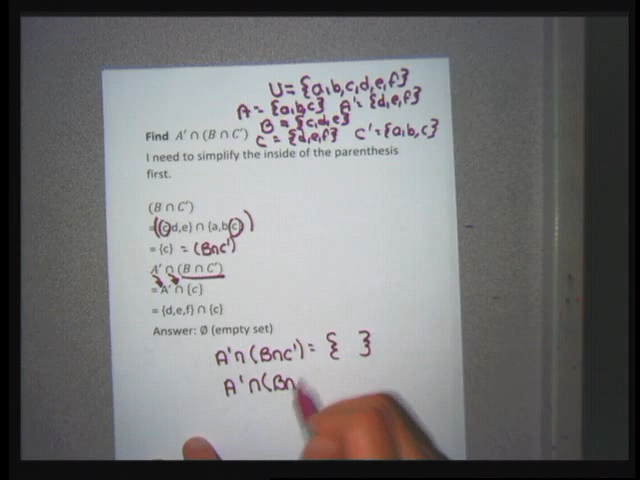 U = {a,b,c,d,e,f}
A = {a,b,c} A' = {d,e,f}
B = {c,d,e}
Find A' ∩ (B ∩ C')
C = {d,e,f} C' = {a,b,c}
I need to simplify the inside of the parenthesis
first.
(B ∩ C')
= {c,d,e} ∩ {a,b,c}
= {c} = (B∩C')
A' ∩ (B ∩ C')
= A' ∩ {c}
= {d,e,f} ∩ {c}
Answer: Ø (empty set)
A'∩(B∩C') = { }
A'∩(B∩